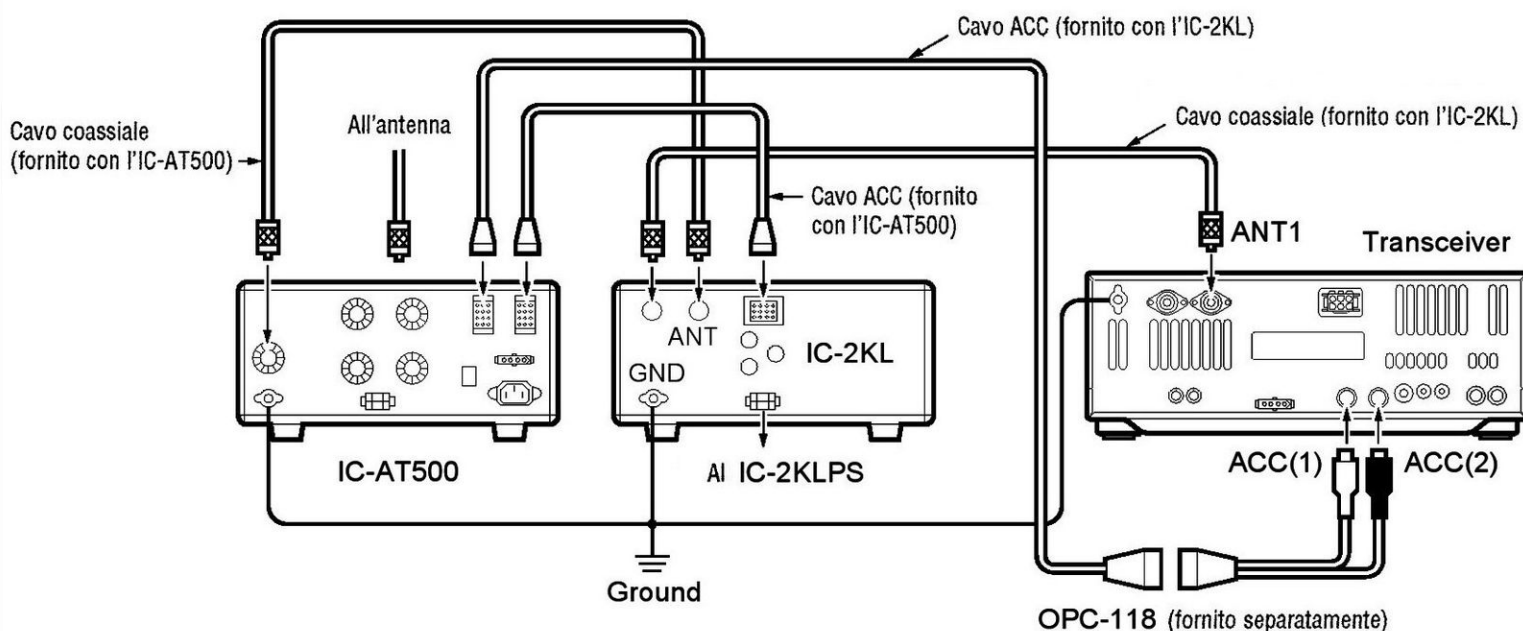 Cavo ACC (fornito con l'IC-2KL)
Cavo coassiale
(fornito con l'IC-AT500)
All'antenna
Cavo coassiale (fornito con l'IC-2KL)
Cavo ACC (fornito
con l'IC-AT500)
ANT1
Transceiver
ANT
IC-2KL
GND
IC-AT500
Al IC-2KLPS
ACC(1)
ACC(2)
Ground
OPC-118 (fornito separatamente)